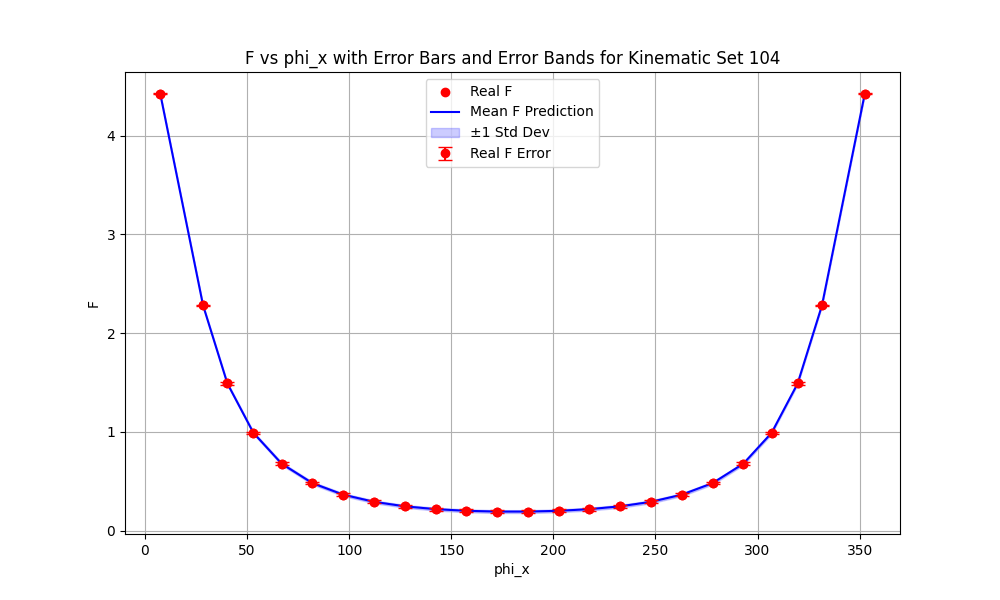 F vs phi_x with Error Bars and Error Bands for Kinematic Set 104
Real F
Mean F Prediction
±1 Std Dev
Real F Error
F
4
3
2
1
0
0 50 100 150 200 250 300 350
phi_x